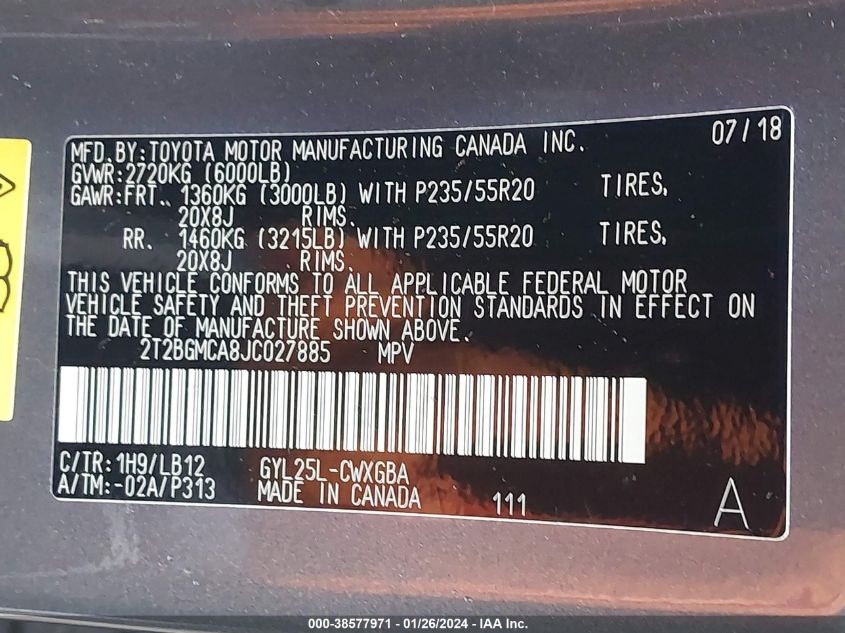 07/18
MFD.BY:TOYOTA MOTOR MANUFACTURING CANADA INC.
GVWR:2720KG (6000LB)
GAWR:FRT. 1360KG (3000LB) WITH P235/55R20 TIRES,
20X8J RIMS.
RR. 1460KG (3215LB) WITH P235/55R20 TIRES,
20X8J RIMS.
THIS VEHICLE CONFORMS TO ALL APPLICABLE FEDERAL MOTOR
VEHICLE SAFETY AND THEFT PREVENTION STANDARDS IN EFFECT ON
THE DATE OF MANUFACTURE SHOWN ABOVE.
2T2BGMCA8JC027885 MPV
C/TR:1H9/LB12 GYL25L-CWXGBA
A/TM:-02A/P313 MADE IN CANADA 111 A
000-38577971 - 01/26/2024 - IAA Inc.